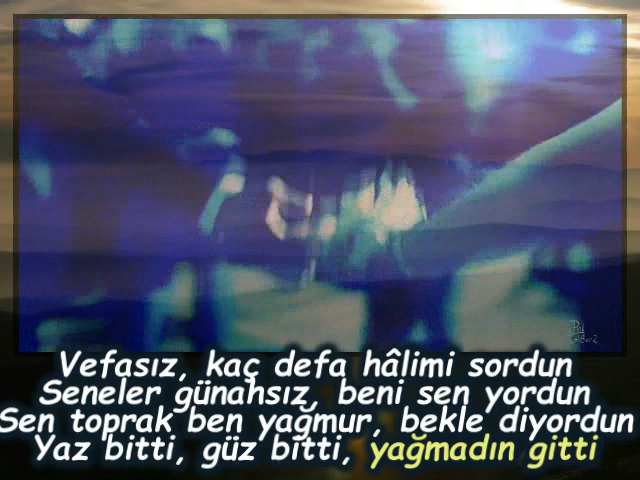 Vefasız, kaç defa hâlimi sordun
Seneler günahsız, beni sen yordun
Sen toprak ben yağmur, bekle diyordun
Yaz bitti, güz bitti, yağmadın gitti